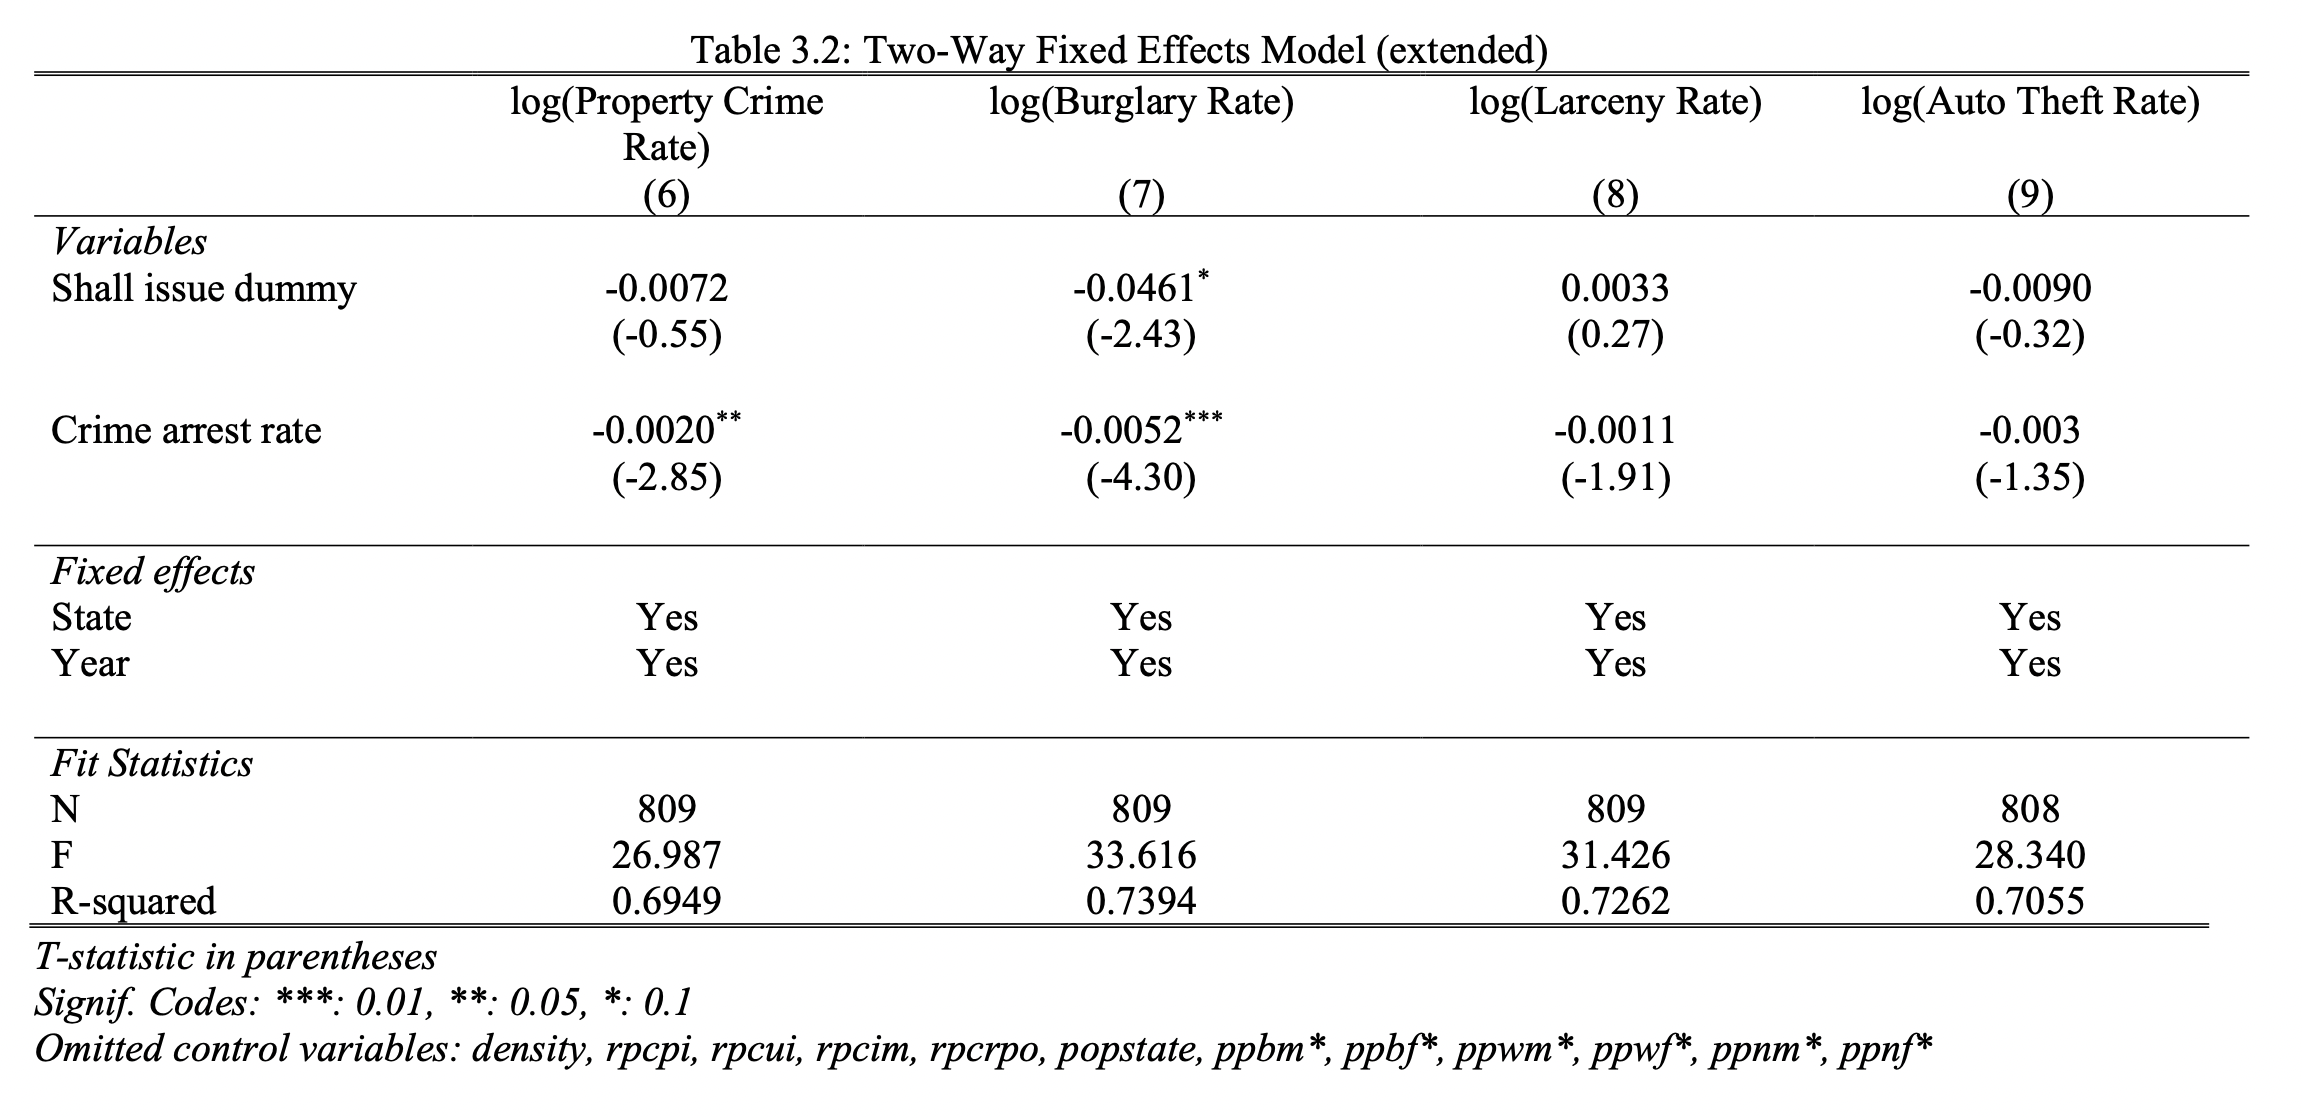 Table 3.2: Two-Way Fixed Effects Model (extended)
log(Property Crime Rate) log(Burglary Rate) log(Larceny Rate) log(Auto Theft Rate)
(6) (7) (8) (9)
Variables
Shall issue dummy -0.0072 -0.0461* 0.0033 -0.0090
(-0.55) (-2.43) (0.27) (-0.32)
Crime arrest rate -0.0020** -0.0052*** -0.0011 -0.003
(-2.85) (-4.30) (-1.91) (-1.35)
Fixed effects
State Yes Yes Yes Yes
Year Yes Yes Yes Yes
Fit Statistics
N 809 809 809 808
F 26.987 33.616 31.426 28.340
R-squared 0.6949 0.7394 0.7262 0.7055
T-statistic in parentheses
Signif. Codes: ***: 0.01, **: 0.05, *: 0.1
Omitted control variables: density, rpcpi, rpcui, rpcim, rpcrpo, popstate, ppbm*, ppbf*, ppwm*, ppwf*, ppnm*, ppnf*